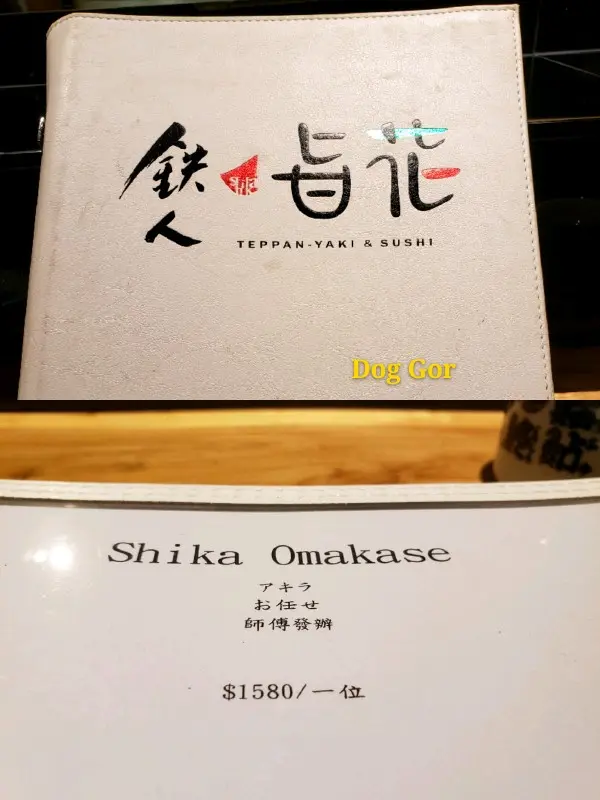 鉄人 shika 旨花
TEPPAN-YAKI & SUSHI
Dog Gor
Shika Omakase
アキラ
お任せ
師傅發辦
$1580/一位